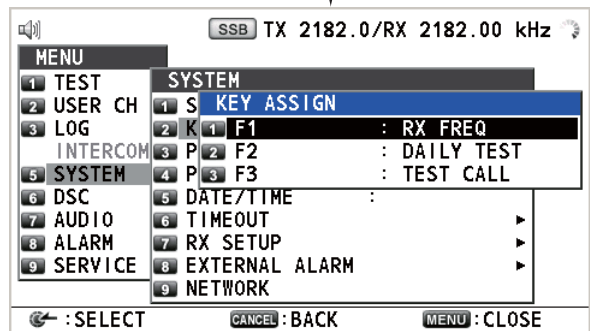 SSB TX 2182.0/RX 2182.00 kHz
MENU
1 TEST
2 USER CH
3 LOG
INTERCOM
5 SYSTEM
6 DSC
7 AUDIO
8 ALARM
9 SERVICE
SYSTEM
1 S
2 K
3 P
4 P
5 DATE/TIME :
6 TIMEOUT
7 RX SETUP
8 EXTERNAL ALARM
9 NETWORK
KEY ASSIGN
1 F1 : RX FREQ
2 F2 : DAILY TEST
3 F3 : TEST CALL
: SELECT CANCEL : BACK MENU : CLOSE